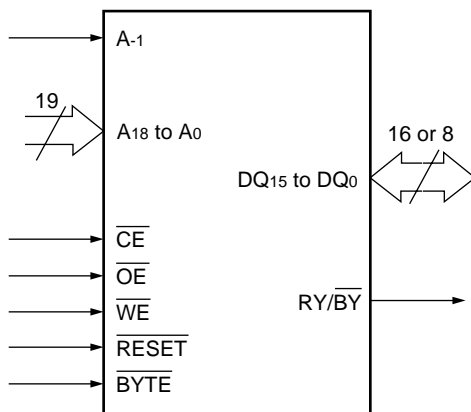 A-1
19
A18 to A0
16 or 8
DQ15 to DQ0
CE
OE
RY/BY
WE
RESET
BYTE